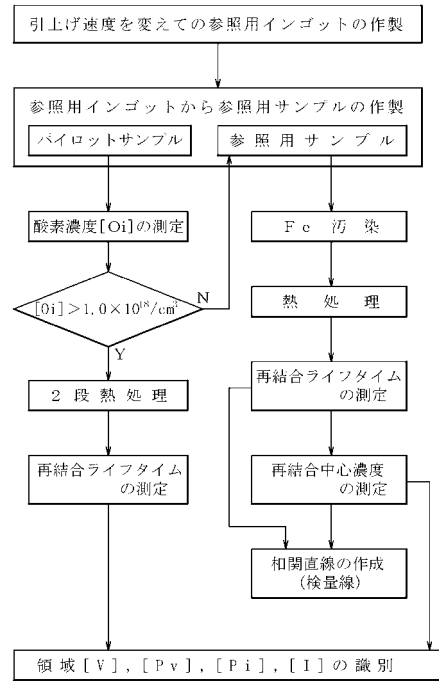 引上げ速度を変えての参照用インゴットの作製
参照用インゴットから参照用サンプルの作製
パイロットサンプル
参照用サンプル
酸素濃度[Oi]の測定
Fe 汚染
[Oi]>1.0×10¹⁸/cm³
N
Y
熱処理
2段熱処理
再結合ライフタイム
の測定
再結合ライフタイム
の測定
再結合中心濃度
の測定
相関直線の作成
(検量線)
領域[V],[Pv],[Pi],[I]の識別